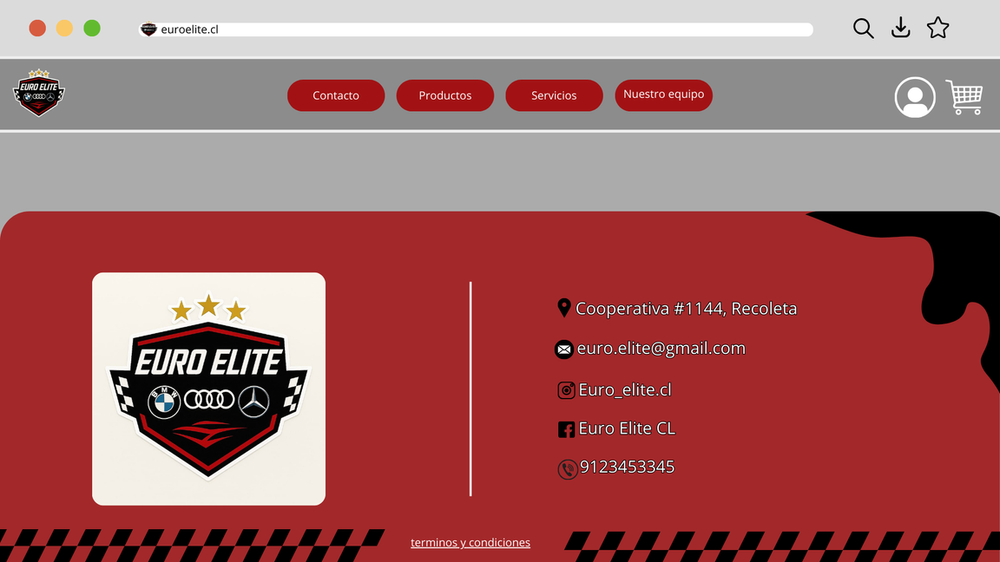 euroelite.cl
EURO ELITE
Contacto
Productos
Servicios
Nuestro equipo
EURO ELITE
BMW
Cooperativa #1144, Recoleta
euro.elite@gmail.com
Euro_elite.cl
Euro Elite CL
9123453345
terminos y condiciones